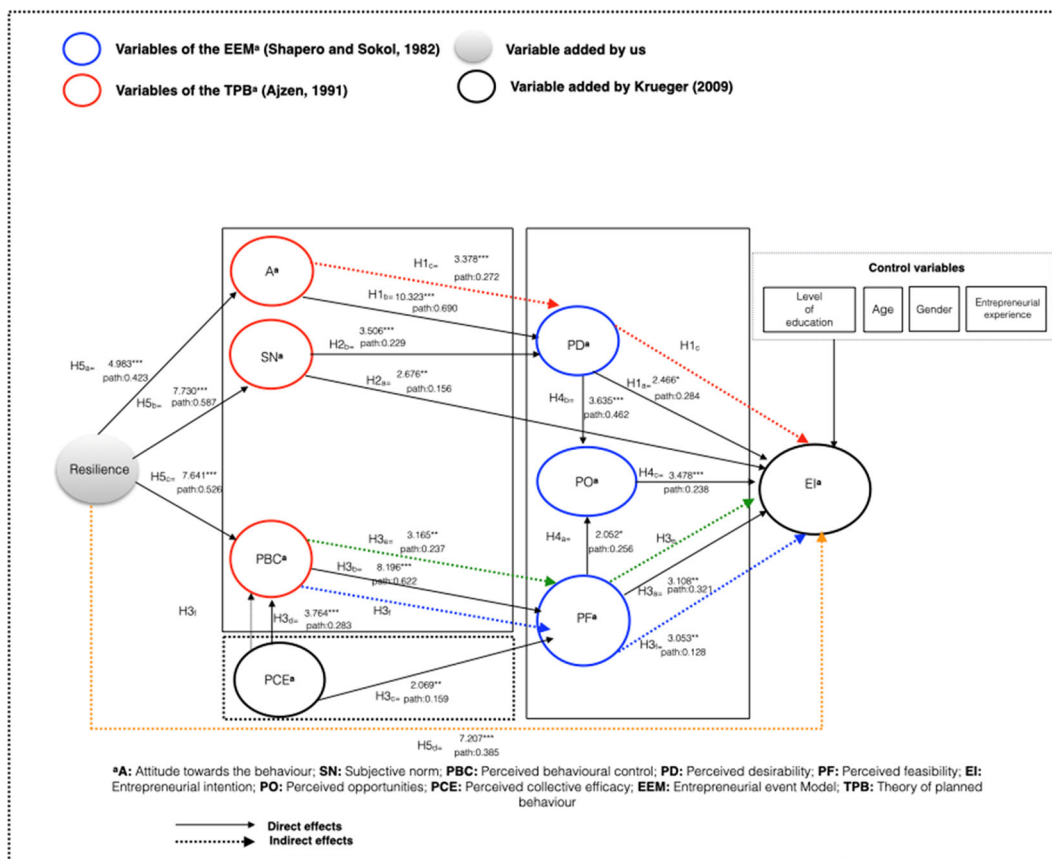 Variables of the EEMᵃ (Shapero and Sokol, 1982)
Variable added by us
Variables of the TPBᵃ (Ajzen, 1991)
Variable added by Krueger (2009)
Control variables
Level of education
Age
Gender
Entrepreneurial experience
Aᵃ
H1c= 3.378***
path:0.272
H1b= 10.323***
path:0.690
SNᵃ
H2b= 3.506***
path:0.229
H2a= 2.676**
path:0.156
PDᵃ
H1c
H1a= 2.466*
path:0.284
H4b= 3.635***
path:0.462
H5a= 4.983***
path:0.423
H5b= 7.730***
path:0.587
Resilience
H5c= 7.641***
path:0.526
POᵃ
H4c= 3.478***
path:0.238
EIᵃ
H4a= 2.052*
path:0.256
PBCᵃ
H3e= 3.165**
path:0.237
H3b= 8.196***
path:0.622
H3f
H3f
H3d= 3.764***
path:0.283
PFᵃ
H3a= 3.108**
path:0.321
H3f= 3.053**
path:0.128
PCEᵃ
H3c= 2.069**
path:0.159
H5d= 7.207***
path:0.385
ᵃA: Attitude towards the behaviour; SN: Subjective norm; PBC: Perceived behavioural control; PD: Perceived desirability; PF: Perceived feasibility; EI:
Entrepreneurial intention; PO: Perceived opportunities; PCE: Perceived collective efficacy; EEM: Entrepreneurial event Model; TPB: Theory of planned
behaviour
Direct effects
Indirect effects